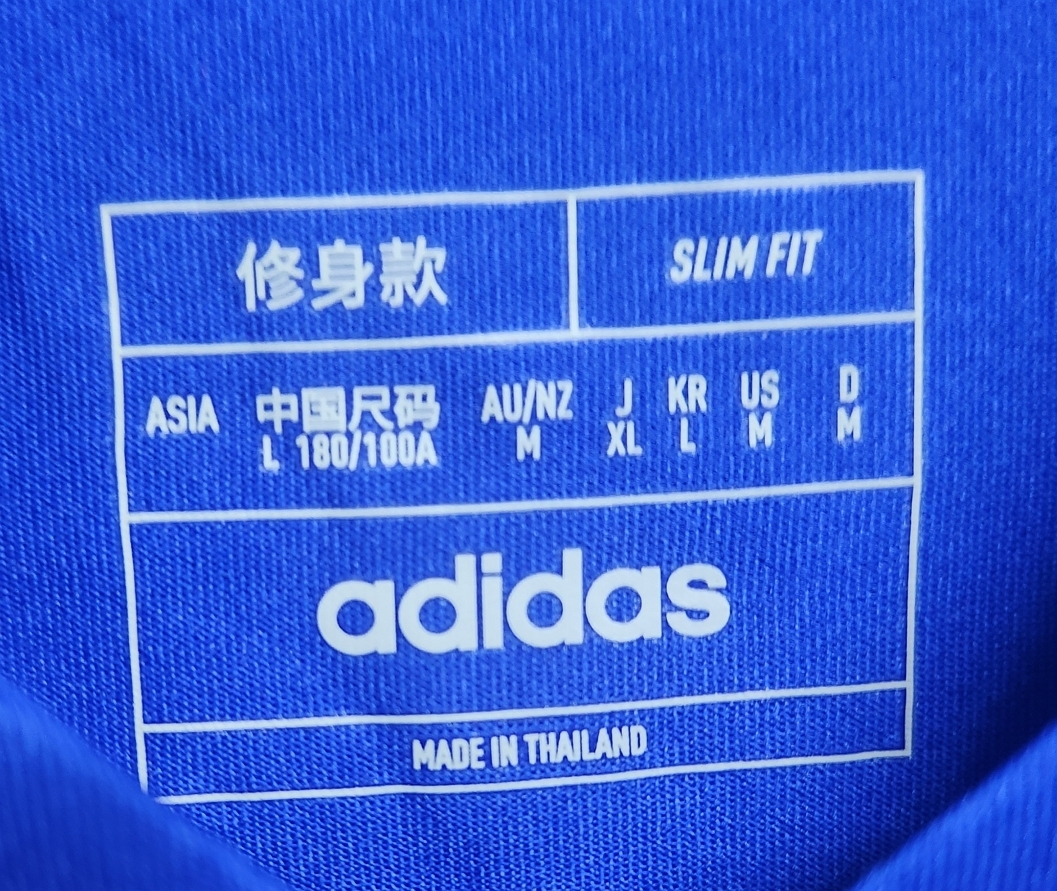 修身款 SLIM FIT
ASIA 中国尺码 AU/NZ J KR US D
L 180/100A M XL L M M
adidas
MADE IN THAILAND